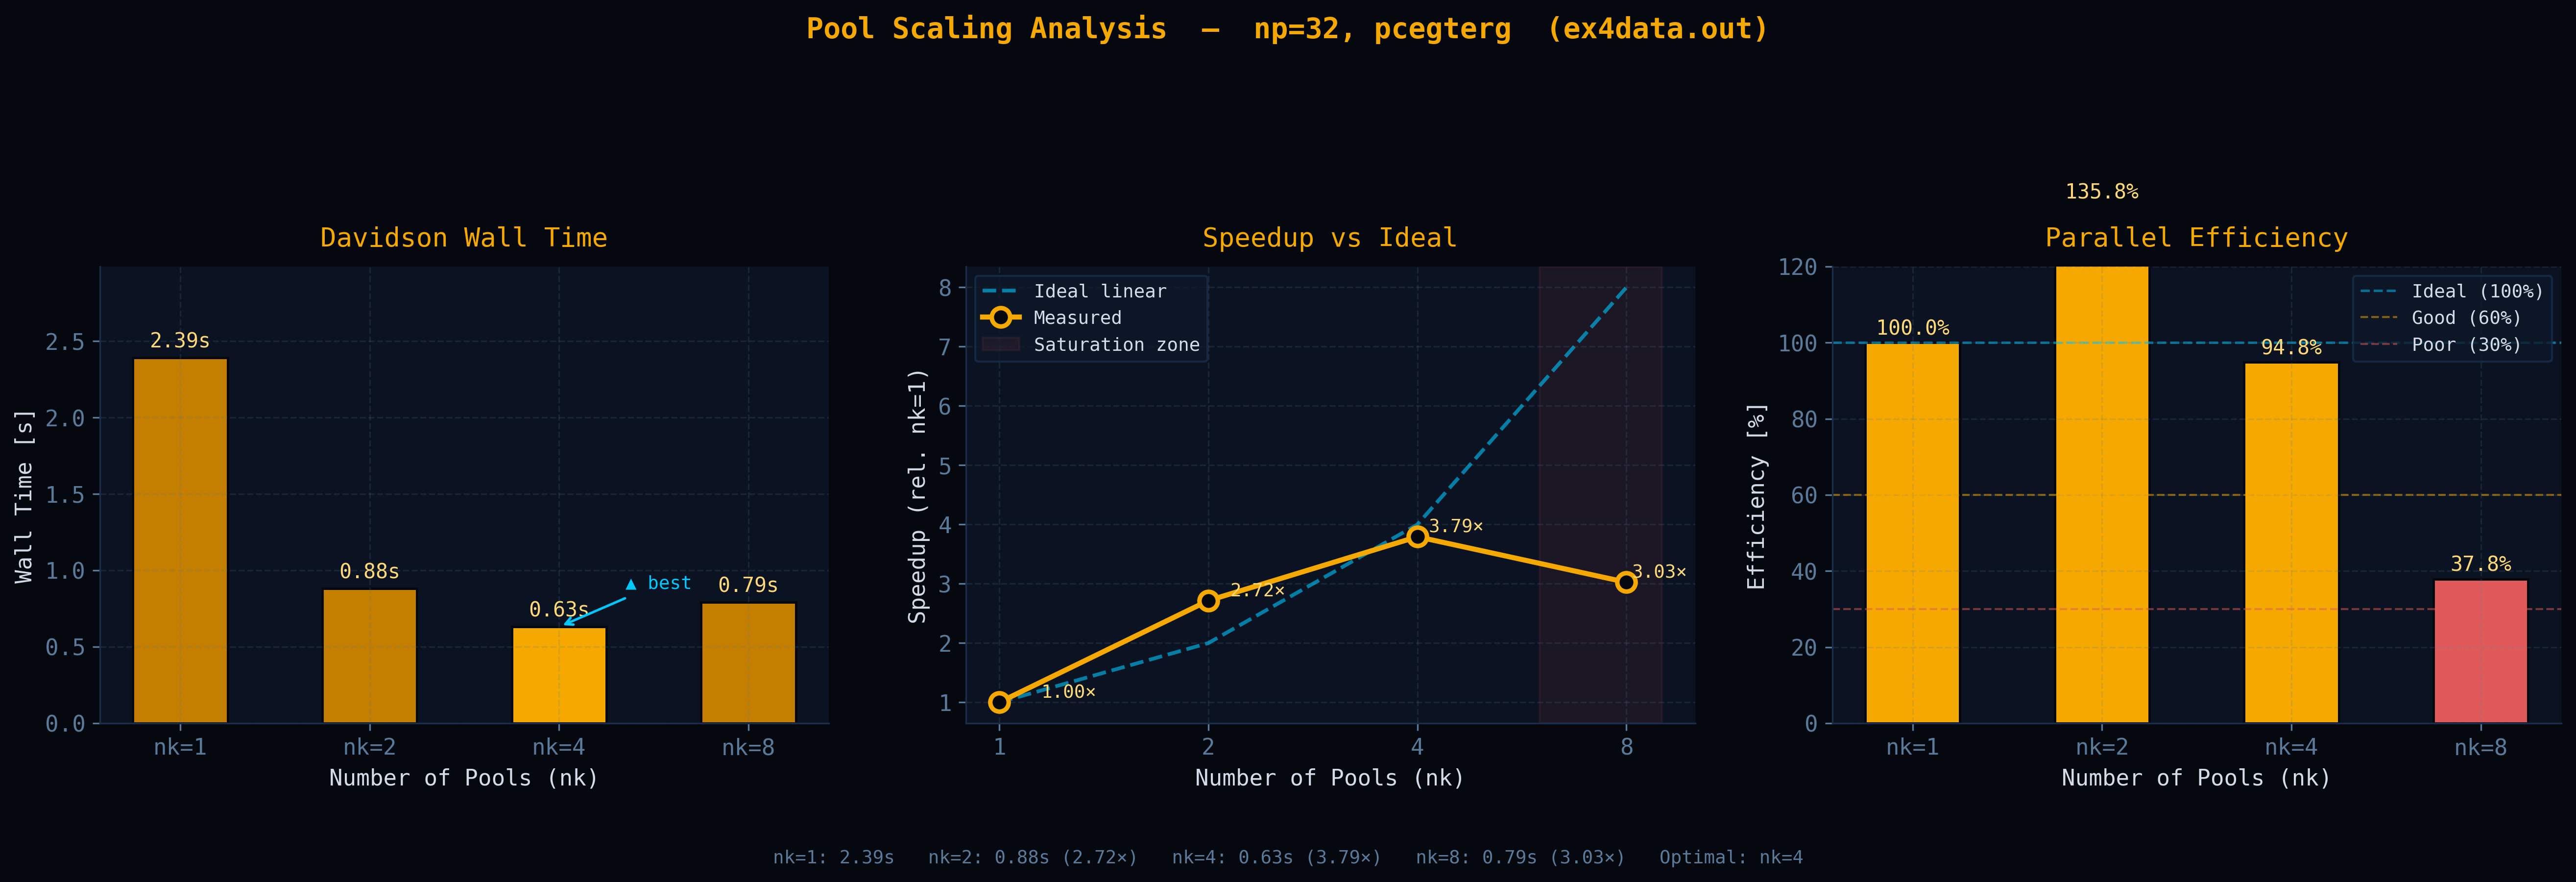 Pool Scaling Analysis — np=32, pcegterg (ex4data.out)
Davidson Wall Time
Wall Time [s]
2.5
2.0
1.5
1.0
0.5
0.0
2.39s
0.88s
0.63s
▲ best
0.79s
nk=1 nk=2 nk=4 nk=8
Number of Pools (nk)
Speedup vs Ideal
Speedup (rel. nk=1)
8
7
6
5
4
3
2
1
Ideal linear
Measured
Saturation zone
1.00×
2.72×
3.79×
3.03×
1 2 4 8
Number of Pools (nk)
135.8%
Parallel Efficiency
Efficiency [%]
120
100
80
60
40
20
0
Ideal (100%)
Good (60%)
Poor (30%)
100.0%
94.8%
37.8%
nk=1 nk=2 nk=4 nk=8
Number of Pools (nk)
nk=1: 2.39s nk=2: 0.88s (2.72×) nk=4: 0.63s (3.79×) nk=8: 0.79s (3.03×) Optimal: nk=4